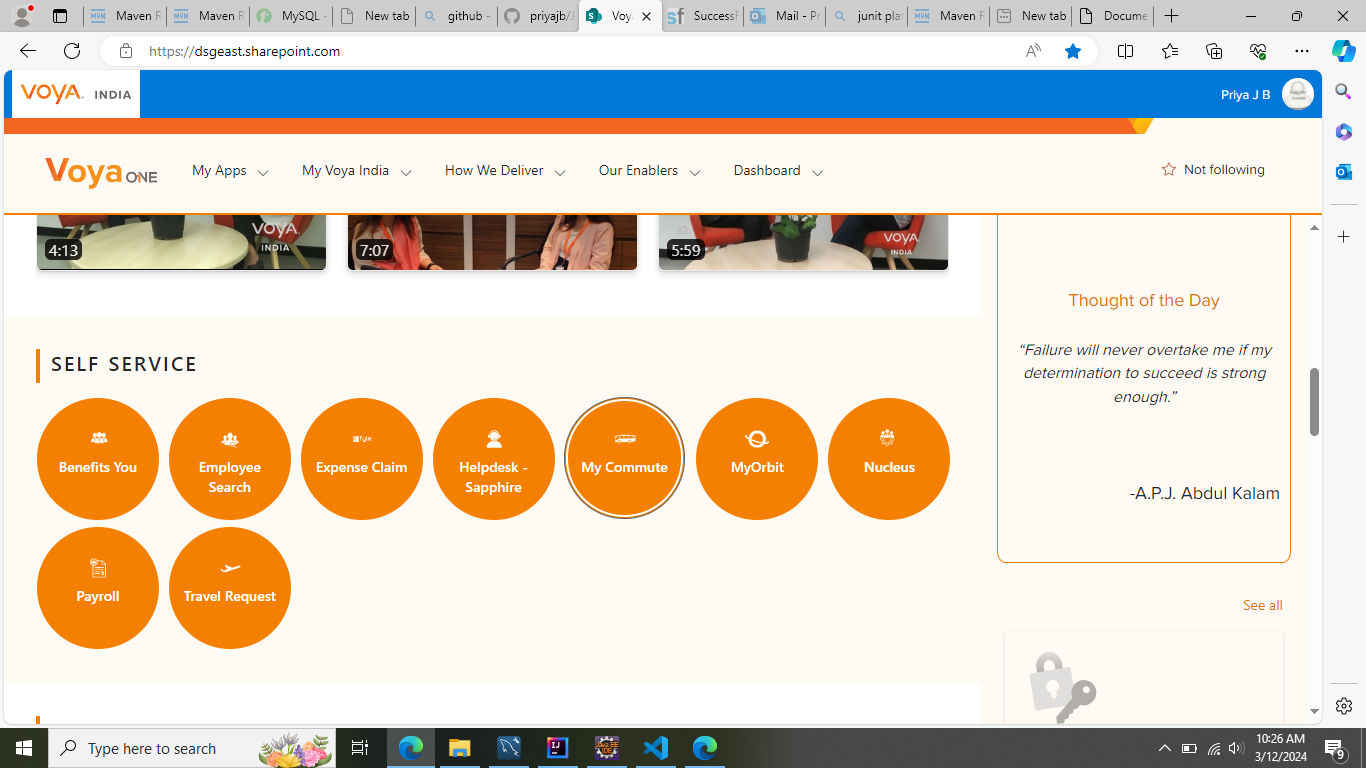 Maven R
Maven R
MySQL -
New tab
github -
priyajb/J
Voya
SuccessF
Mail - Pr
junit plat
Maven R
New tab
Docume
https://dsgeast.sharepoint.com
VOYA INDIA
Priya J B
Voya ONE
My Apps
My Voya India
How We Deliver
Our Enablers
Dashboard
Not following
4:13
VOYA INDIA
7:07
5:59
VOYA INDIA
Thought of the Day
“Failure will never overtake me if my
determination to succeed is strong
enough.”
-A.P.J. Abdul Kalam
SELF SERVICE
Benefits You
Employee
Search
fyle
Expense Claim
Helpdesk -
Sapphire
My Commute
MyOrbit
Nucleus
Payroll
Travel Request
See all
Type here to search
10:26 AM
3/12/2024
9